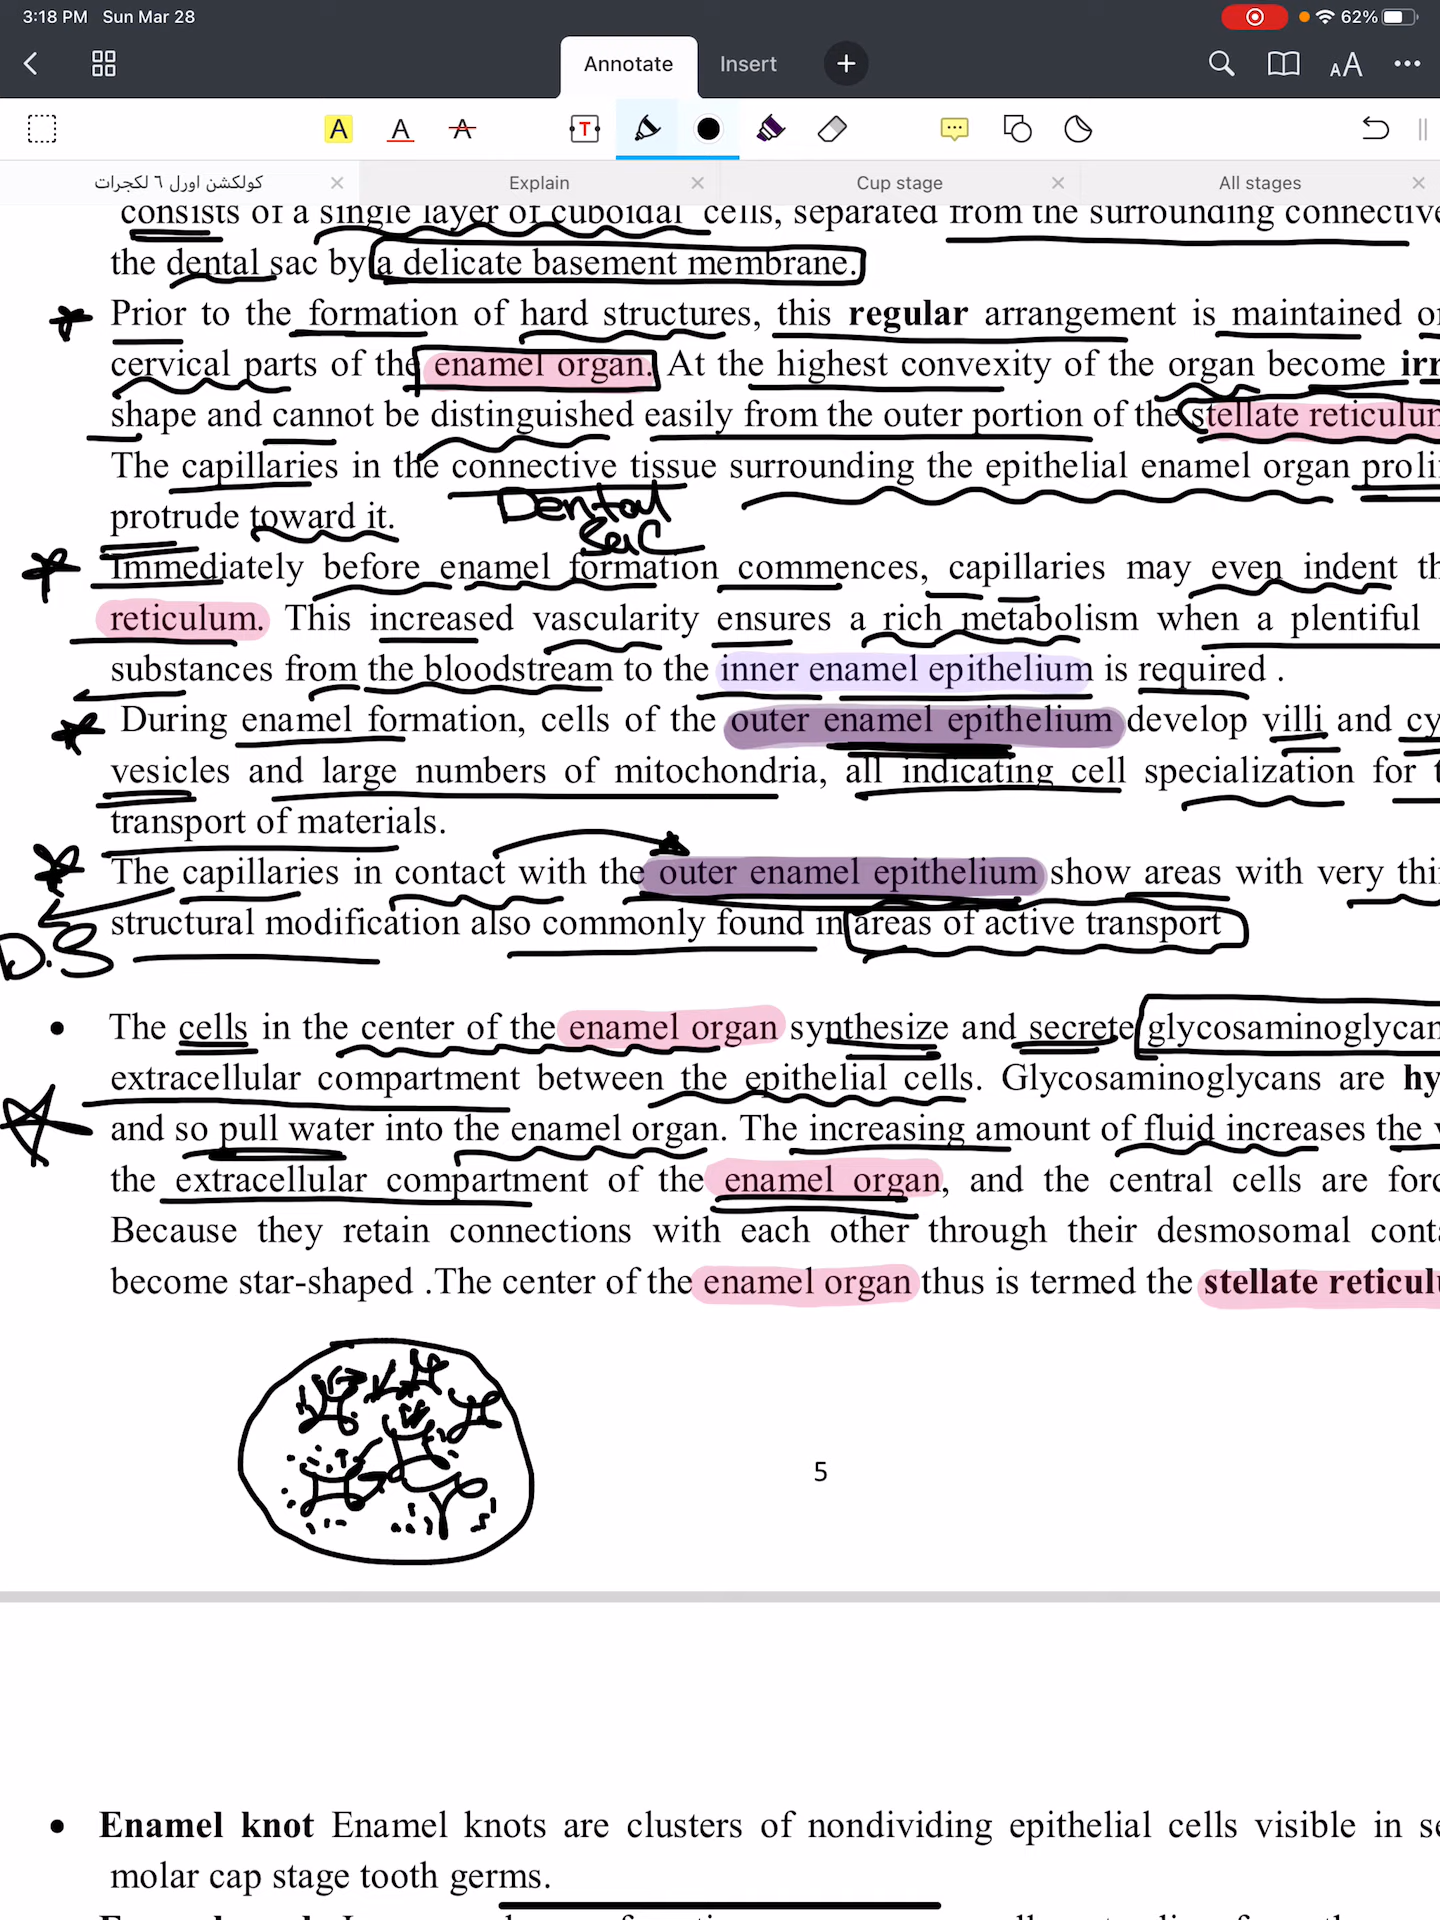 3:18 PM Sun Mar 28
62%
Annotate
Insert
كولكشن اورل ٦ لكجرات
Explain
Cup stage
All stages
consists of a single layer of cuboidal cells, separated from the surrounding connective
the dental sac by a delicate basement membrane.
Prior to the formation of hard structures, this regular arrangement is maintained
cervical parts of the enamel organ. At the highest convexity of the organ become
shape and cannot be distinguished easily from the outer portion of the stellate
The capillaries in the connective tissue surrounding the epithelial enamel organ
Dental
protrude toward it.
Sac
Immediately before enamel formation commences, capillaries may even indent
reticulum. This increased vascularity ensures a rich metabolism when a plentiful
substances from the bloodstream to the inner enamel epithelium is required .
During enamel formation, cells of the outer enamel epithelium develop villi and
vesicles and large numbers of mitochondria, all indicating cell specialization for
transport of materials.
The capillaries in contact with the outer enamel epithelium show areas with very
structural modification also commonly found in areas of active transport
D.S
• The cells in the center of the enamel organ synthesize and secrete
extracellular compartment between the epithelial cells. Glycosaminoglycans are
and so pull water into the enamel organ. The increasing amount of fluid increases the
the extracellular compartment of the enamel organ, and the central cells are
Because they retain connections with each other through their desmosomal
become star-shaped .The center of the enamel organ thus is termed the stellate
5
• Enamel knot Enamel knots are clusters of nondividing epithelial cells visible in
molar cap stage tooth germs.